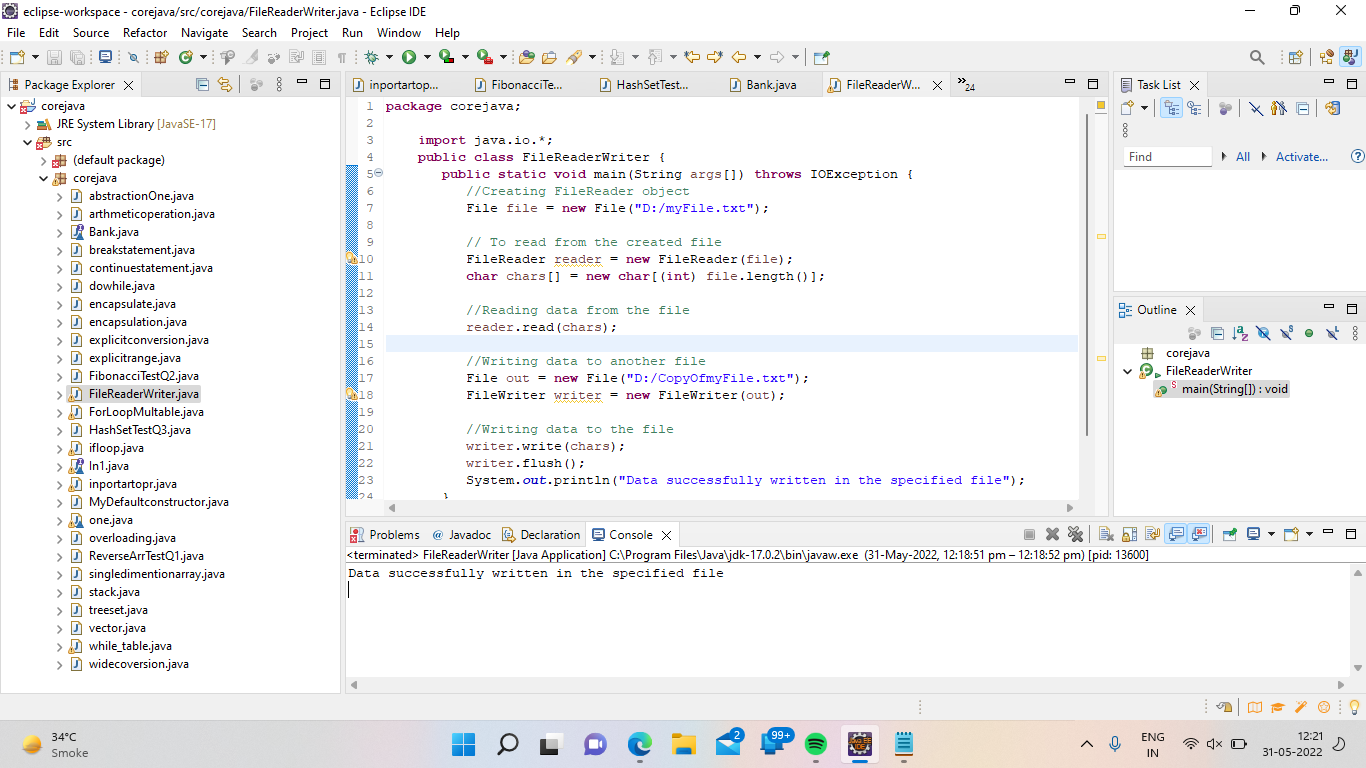 eclipse-workspace - corejava/src/corejava/FileReaderWriter.java - Eclipse IDE
File Edit Source Refactor Navigate Search Project Run Window Help
Package Explorer
corejava
JRE System Library [JavaSE-17]
src
(default package)
corejava
abstractionOne.java
arthmeticoperation.java
Bank.java
breakstatement.java
continuestatement.java
dowhile.java
encapsulate.java
encapsulation.java
explicitconversion.java
explicitrange.java
FibonacciTestQ2.java
FileReaderWriter.java
ForLoopMultable.java
HashSetTestQ3.java
ifloop.java
In1.java
inportartopr.java
MyDefaultconstructor.java
one.java
overloading.java
ReverseArrTestQ1.java
singledimentionarray.java
stack.java
treeset.java
vector.java
while_table.java
widecoversion.java
inportartop... FibonacciTe... HashSetTest... Bank.java FileReaderW... »24
1 package corejava;
2
3 import java.io.*;
4 public class FileReaderWriter {
5 public static void main(String args[]) throws IOException {
6 //Creating FileReader object
7 File file = new File("D:/myFile.txt");
8
9 // To read from the created file
10 FileReader reader = new FileReader(file);
11 char chars[] = new char[(int) file.length()];
12
13 //Reading data from the file
14 reader.read(chars);
15
16 //Writing data to another file
17 File out = new File("D:/CopyOfmyFile.txt");
18 FileWriter writer = new FileWriter(out);
19
20 //Writing data to the file
21 writer.write(chars);
22 writer.flush();
23 System.out.println("Data successfully written in the specified file");
24 }
Task List
Find All Activate...
Outline
corejava
FileReaderWriter
main(String[]) : void
Problems Javadoc Declaration Console
<terminated> FileReaderWriter [Java Application] C:\Program Files\Java\jdk-17.0.2\bin\javaw.exe (31-May-2022, 12:18:51 pm – 12:18:52 pm) [pid: 13600]
Data successfully written in the specified file
34°C
Smoke
2
99+
JAVA EE
IDE
ENG
IN
12:21
31-05-2022